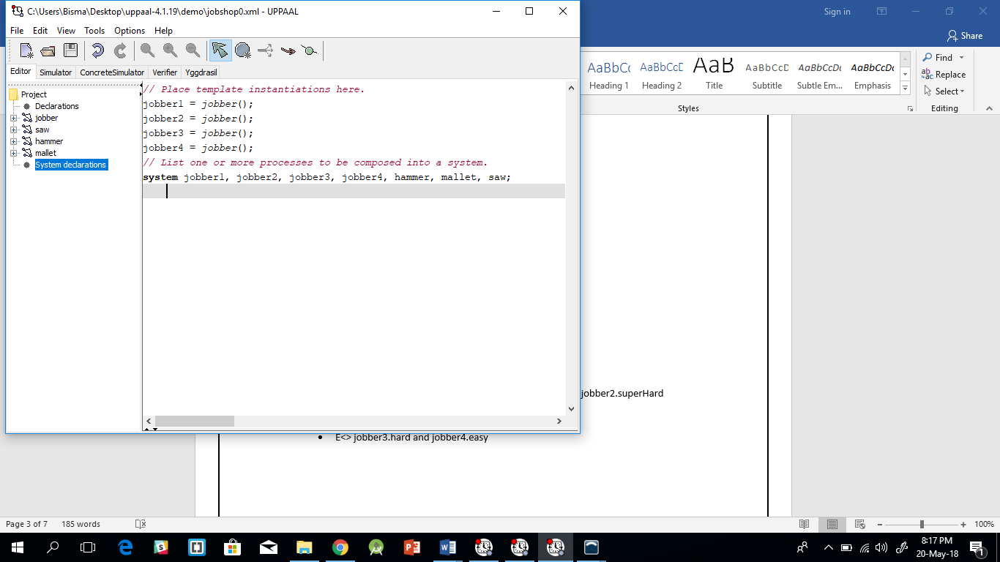 C:\Users\Bisma\Desktop\uppaal-4.1.19\demo\jobshop0.xml - UPPAAL
Sign in
File Edit View Tools Options Help
Share
Editor Simulator ConcreteSimulator Verifier Yggdrasil
Project
Declarations
jobber
saw
hammer
mallet
System declarations
// Place template instantiations here.
jobber1 = jobber();
jobber2 = jobber();
jobber3 = jobber();
jobber4 = jobber();
// List one or more processes to be composed into a system.
system jobber1, jobber2, jobber3, jobber4, hammer, mallet, saw;
AaBbCc AaBbCcD AaB AaBbCcD AaBbCcDc AaBbCcDc
Heading 1 Heading 2 Title Subtitle Subtle Em... Emphasis
Styles
Find
Replace
Select
Editing
jobber2.superHard
• E<> jobber3.hard and jobber4.easy
Page 3 of 7 185 words
100%
8:17 PM
20-May-18
1